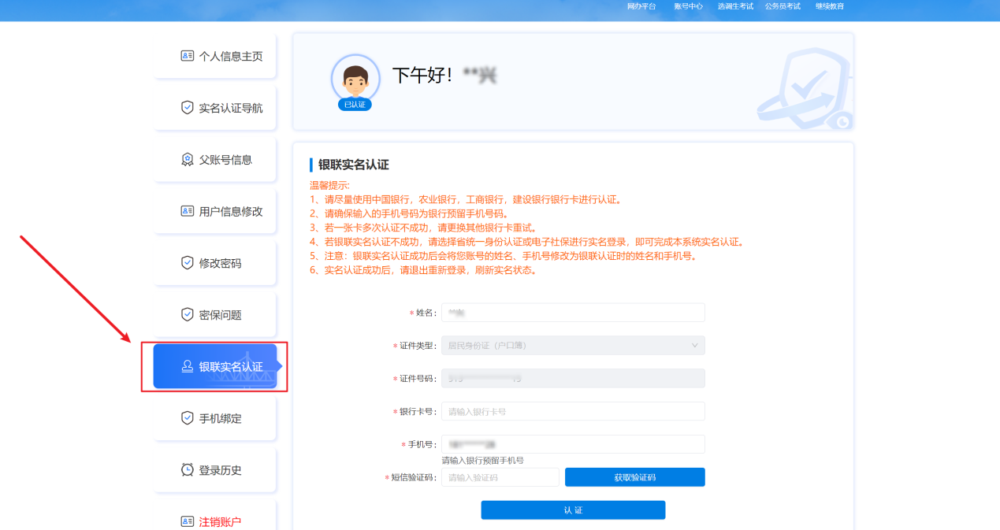 网办平台 账号中心 选调生考试 公务员考试 继续教育
个人信息主页
实名认证导航
父账号信息
用户信息修改
修改密码
密保问题
银联实名认证
手机绑定
登录历史
注销账户
下午好！**兴
已认证
银联实名认证
温馨提示:
1、请尽量使用中国银行，农业银行，工商银行，建设银行银行卡进行认证。
2、请确保输入的手机号码为银行预留手机号码。
3、若一张卡多次认证不成功，请更换其他银行卡重试。
4、若银联实名认证不成功，请选择省统一身份认证或电子社保进行实名登录，即可完成本系统实名认证。
5、注意：银联实名认证成功后会将您账号的姓名、手机号修改为银联认证时的姓名和手机号。
6、实名认证成功后，请退出重新登录，刷新实名状态。
*姓名：
*证件类型： 居民身份证（户口簿）
*证件号码：
*银行卡号： 请输入银行卡号
*手机号：
请输入银行预留手机号
*短信验证码： 请输入验证码 获取验证码
认 证